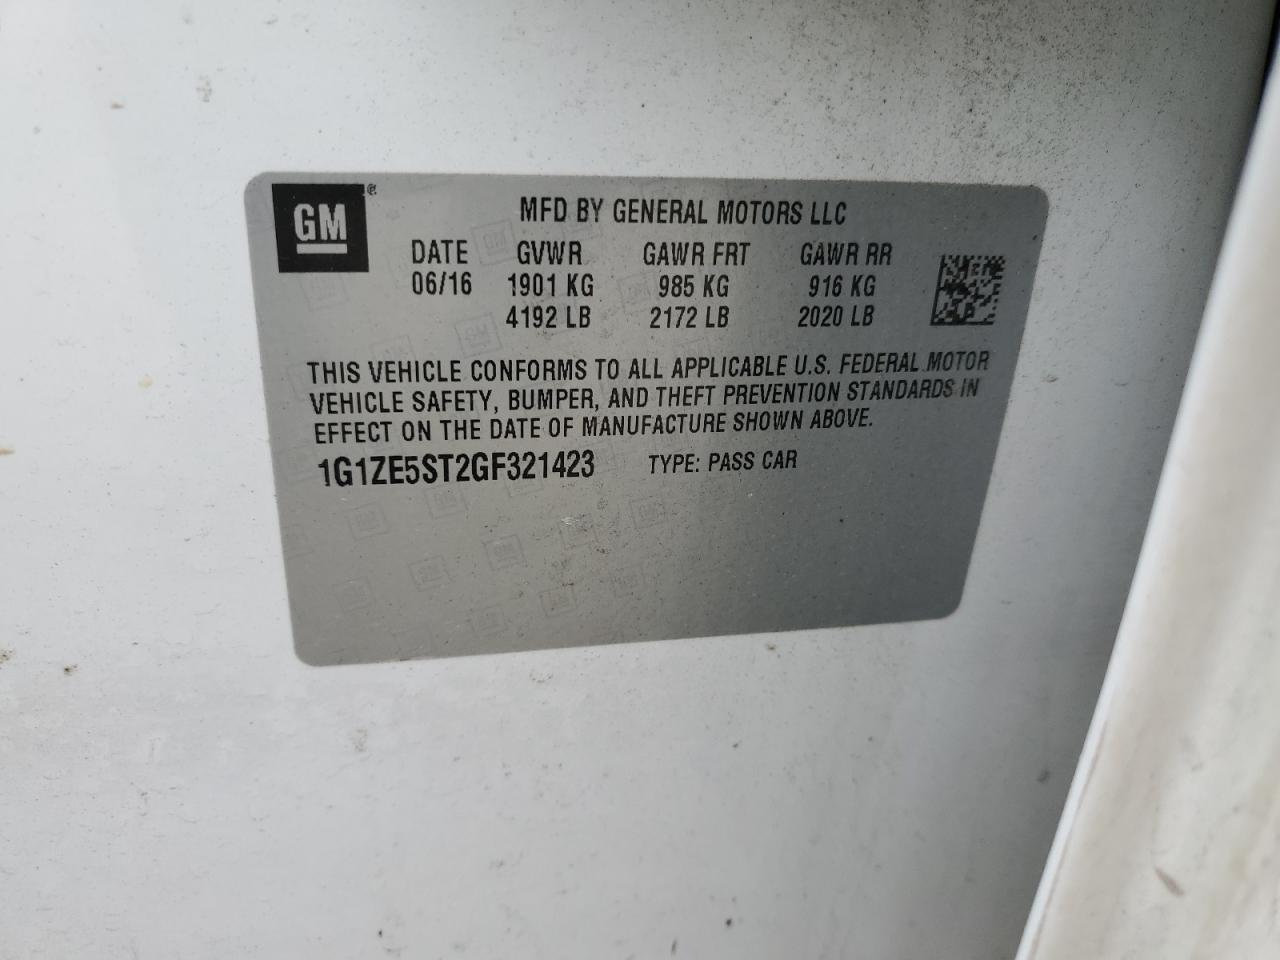 GM
MFD BY GENERAL MOTORS LLC
DATE GVWR GAWR FRT GAWR RR
06/16 1901 KG 985 KG 916 KG
4192 LB 2172 LB 2020 LB
THIS VEHICLE CONFORMS TO ALL APPLICABLE U.S. FEDERAL MOTOR
VEHICLE SAFETY, BUMPER, AND THEFT PREVENTION STANDARDS IN
EFFECT ON THE DATE OF MANUFACTURE SHOWN ABOVE.
1G1ZE5ST2GF321423 TYPE: PASS CAR